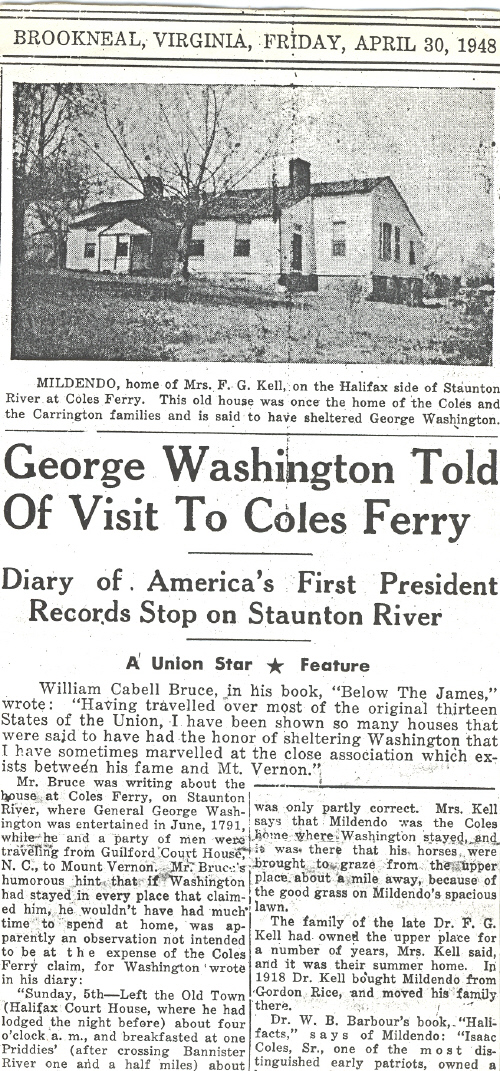 BROOKNEAL, VIRGINIA, FRIDAY, APRIL 30, 1948
MILDENDO, home of Mrs. F. G. Kell, on the Halifax side of Staunton
River at Coles Ferry. This old house was once the home of the Coles and
the Carrington families and is said to have sheltered George Washington.
George Washington Told
Of Visit To Coles Ferry
Diary of America's First President
Records Stop on Staunton River
A Union Star ★ Feature
William Cabell Bruce, in his book, "Below The James,"
wrote: "Having travelled over most of the original thirteen
States of the Union, I have been shown so many houses that
were said to have had the honor of sheltering Washington that
I have sometimes marvelled at the close association which ex-
ists between his fame and Mt. Vernon."
Mr. Bruce was writing about the
house at Coles Ferry, on Staunton
River, where General George Wash-
ington was entertained in June, 1791,
while he and a party of men were
traveling from Guilford Court House,
N. C., to Mount Vernon. Mr. Bruce's
humorous hint that if Washington
had stayed in every place that claim-
ed him, he wouldn't have had much
time to spend at home, was ap-
parently an observation not intended
to be at the expense of the Coles
Ferry claim, for Washington wrote
in his diary:
"Sunday, 5th—Left the Old Town
(Halifax Court House, where he had
lodged the night before) about four
o'clock a. m., and breakfasted at one
Priddies' (after crossing Bannister
River one and a half miles) about
was only partly correct. Mrs. Kell
says that Mildendo was the Coles
home where Washington stayed, and
it was there that his horses were
brought to graze from the upper
place about a mile away, because of
the good grass on Mildendo's spacious
lawn.
The family of the late Dr. F. G.
Kell had owned the upper place for
a number of years, Mrs. Kell said,
and it was their summer home. In
1918 Dr. Kell bought Mildendo from
Gordon Rice, and moved his family
there.
Dr. W. B. Barbour's book, "Hali-
facts," says of Mildendo: "Isaac
Coles, Sr., one of the most dis-
tinguished early patriots, owned a